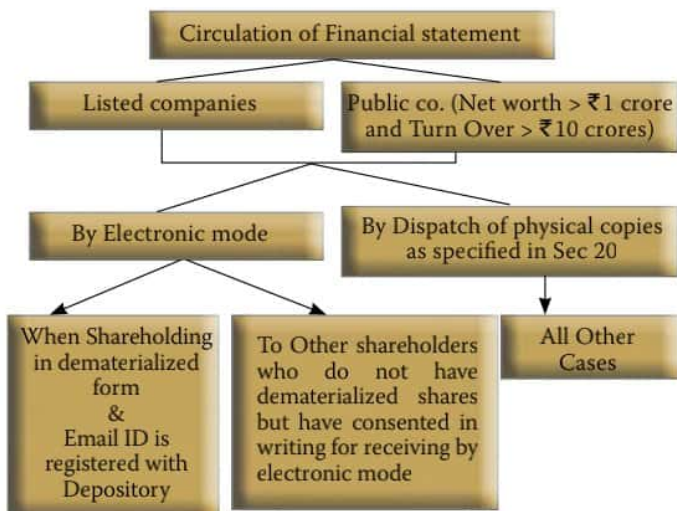 Circulation of Financial statement
Listed companies
Public co. (Net worth > ₹1 crore
and Turn Over > ₹10 crores)
By Electronic mode
By Dispatch of physical copies
as specified in Sec 20
When Shareholding
in dematerialized
form
&
Email ID is
registered with
Depository
To Other shareholders
who do not have
dematerialized shares
but have consented in
writing for receiving by
electronic mode
All Other
Cases